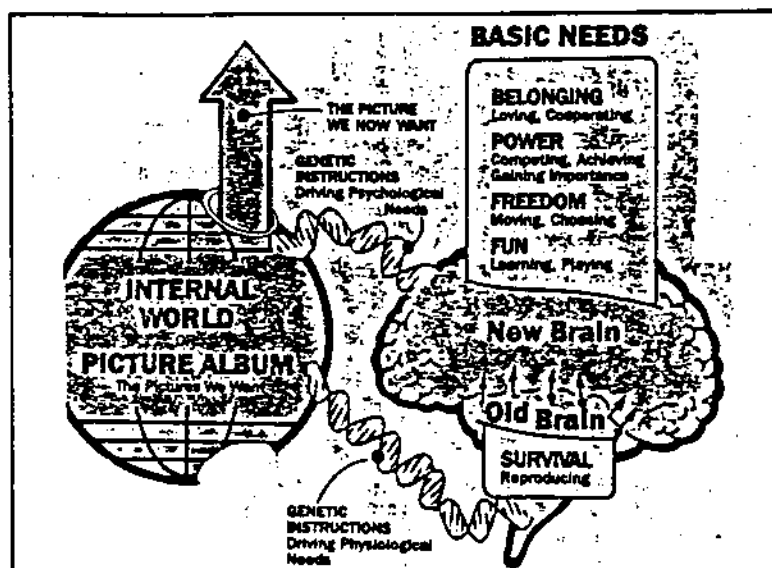 BASIC NEEDS
BELONGING
Loving, Cooperating
POWER
Competing, Achieving
Gaining Importance
FREEDOM
Moving, Choosing
FUN
Learning, Playing
THE PICTURE
WE NOW WANT
GENETIC
INSTRUCTIONS
Driving Psychological
Needs
INTERNAL
WORLD
PICTURE ALBUM
The Pictures We Want
New Brain
Old Brain
SURVIVAL
Reproducing
GENETIC
INSTRUCTIONS
Driving Physiological
Needs